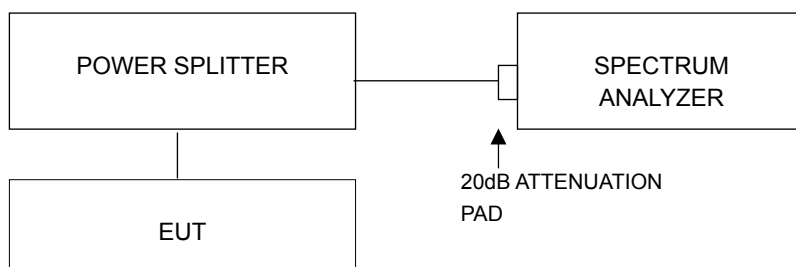 POWER SPLITTER
SPECTRUM
ANALYZER
20dB ATTENUATION
PAD
EUT